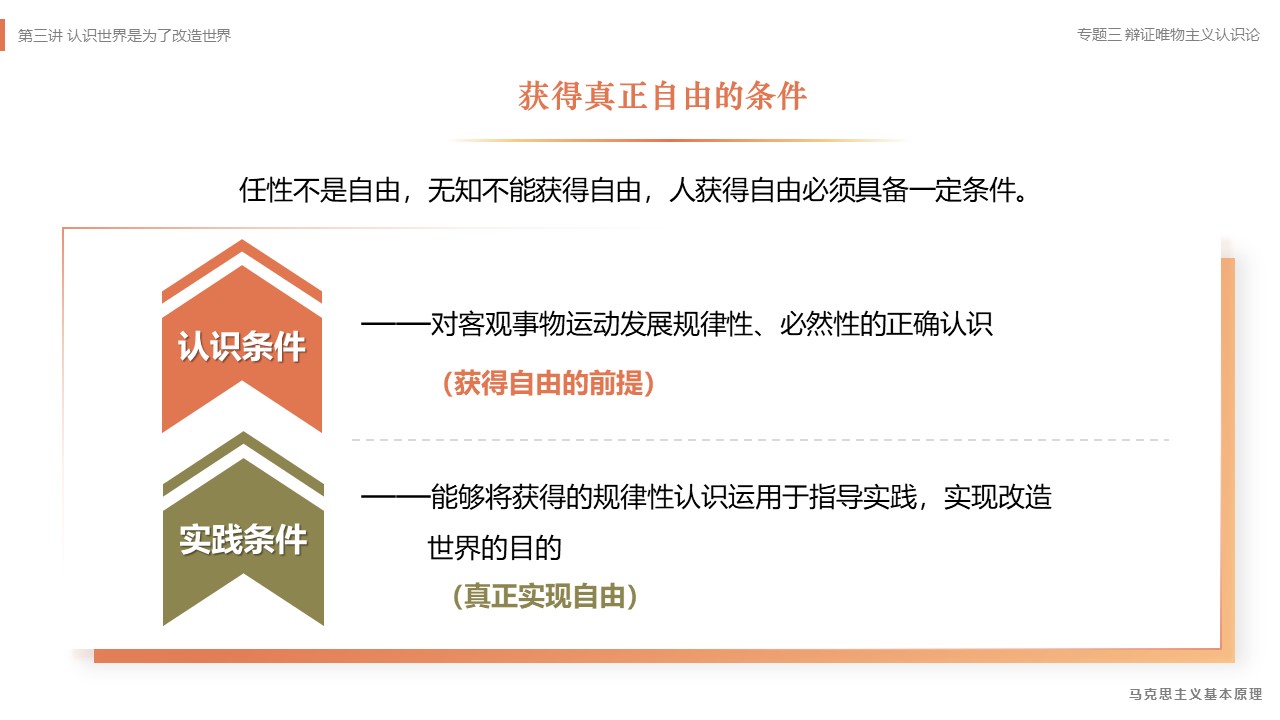 第三讲 认识世界是为了改造世界
专题三 辩证唯物主义认识论
获得真正自由的条件
任性不是自由，无知不能获得自由，人获得自由必须具备一定条件。
认识条件
——对客观事物运动发展规律性、必然性的正确认识
（获得自由的前提）
实践条件
——能够将获得的规律性认识运用于指导实践，实现改造
世界的目的
（真正实现自由）
马克思主义基本原理